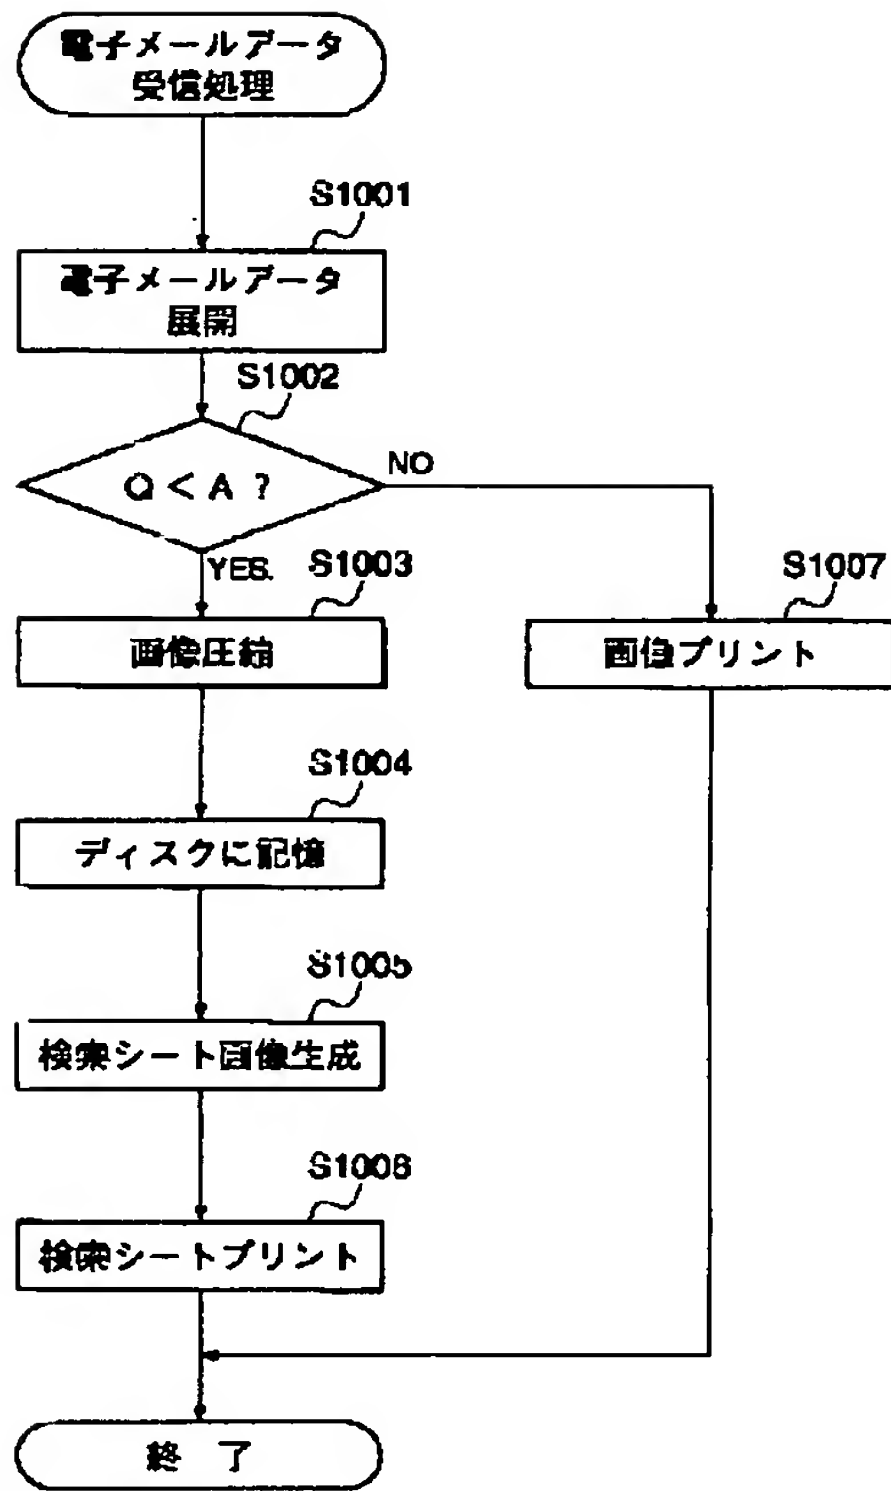 電子メールデータ
受信処理
S1001
電子メールデータ
展開
S1002
Q < A ?
NO
YES.
S1003
画像圧縮
S1007
画像プリント
S1004
ディスクに記憶
S1005
検索シート画像生成
S1006
検索シートプリント
終 了